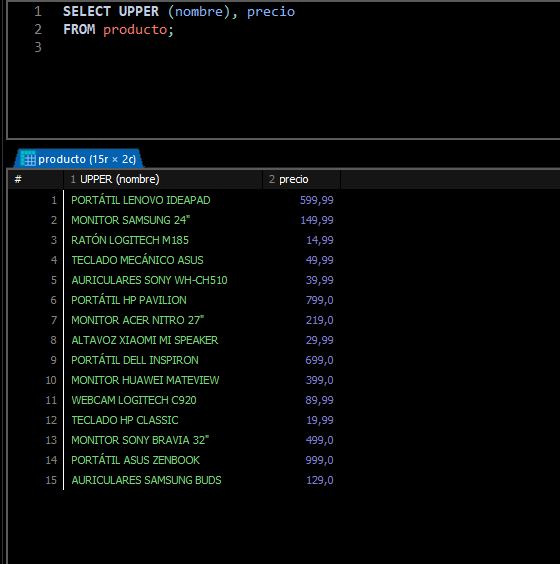 1 SELECT UPPER (nombre), precio
2 FROM producto;
3
producto (15r × 2c)
# 1 UPPER (nombre) 2 precio
1 PORTÁTIL LENOVO IDEAPAD 599,99
2 MONITOR SAMSUNG 24" 149,99
3 RATÓN LOGITECH M185 14,99
4 TECLADO MECÁNICO ASUS 49,99
5 AURICULARES SONY WH-CH510 39,99
6 PORTÁTIL HP PAVILION 799,0
7 MONITOR ACER NITRO 27" 219,0
8 ALTAVOZ XIAOMI MI SPEAKER 29,99
9 PORTÁTIL DELL INSPIRON 699,0
10 MONITOR HUAWEI MATEVIEW 399,0
11 WEBCAM LOGITECH C920 89,99
12 TECLADO HP CLASSIC 19,99
13 MONITOR SONY BRAVIA 32" 499,0
14 PORTÁTIL ASUS ZENBOOK 999,0
15 AURICULARES SAMSUNG BUDS 129,0